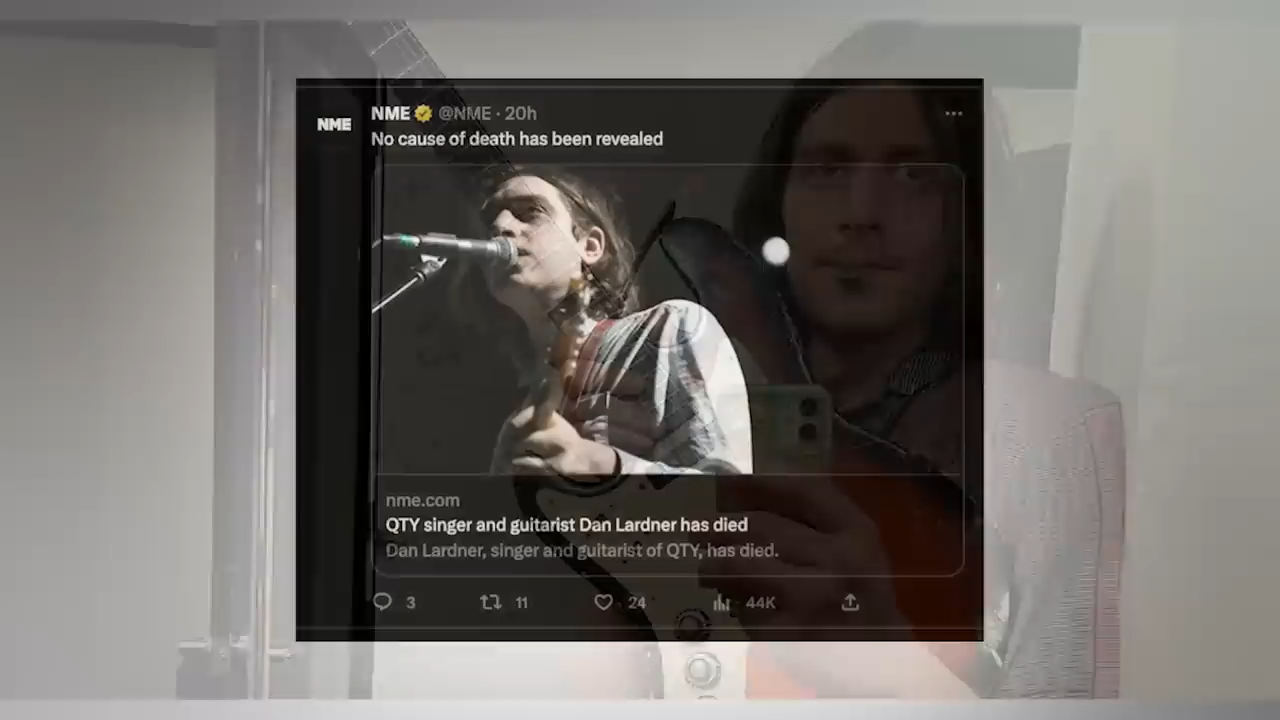 NME
NME @NME · 20h
No cause of death has been revealed
nme.com
QTY singer and guitarist Dan Lardner has died
Dan Lardner, singer and guitarist of QTY, has died.
3 11 24 44K